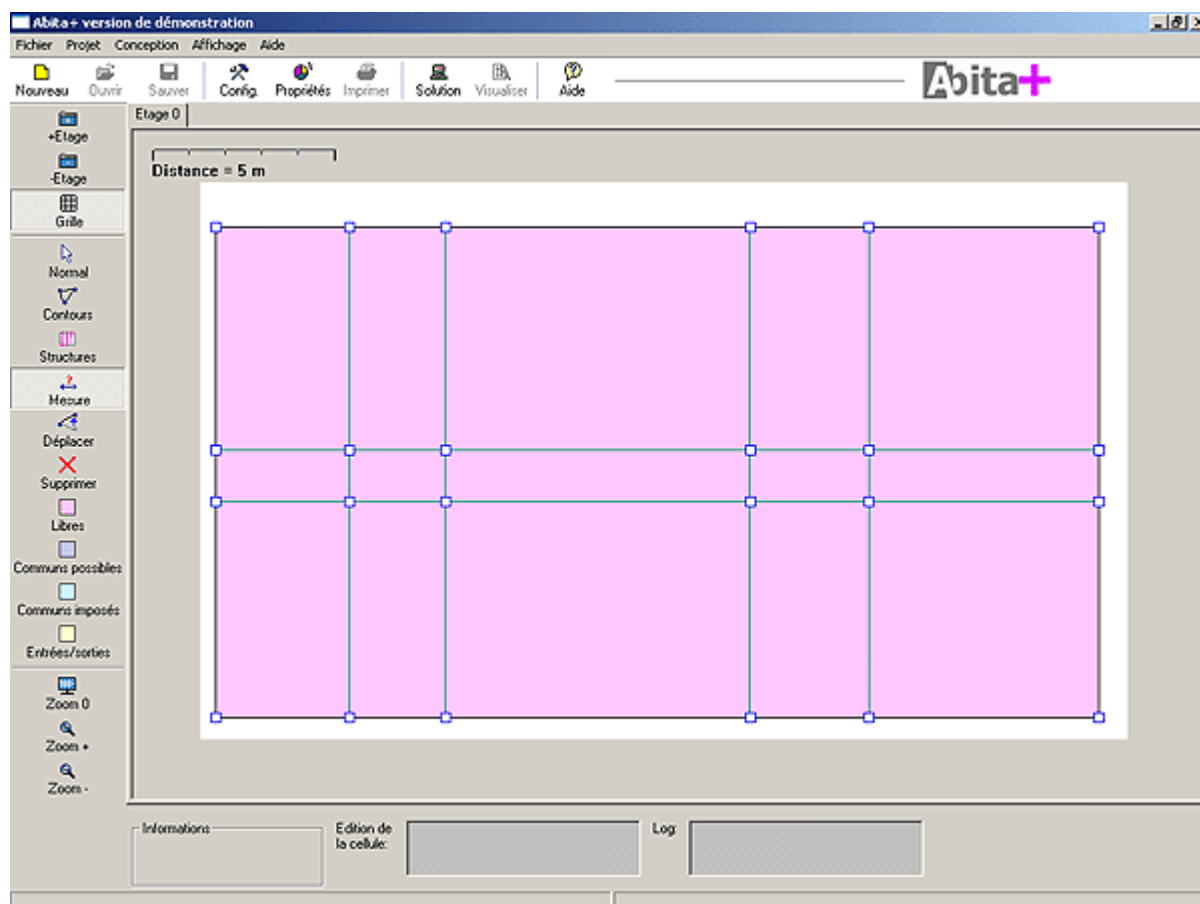 Abita+ version de démonstration
Fichier Projet Conception Affichage Aide
Nouveau Ouvrir Sauver Config. Propriétés Imprimer Solution Visualiser Aide
Abita+
Etage 0
+Etage
-Etage
Grille
Normal
Contours
Structures
Mesure
Déplacer
Supprimer
Libres
Communs possibles
Communs imposés
Entrées/sorties
Zoom 0
Zoom +
Zoom -
Distance = 5 m
Informations
Edition de
la cellule:
Log: